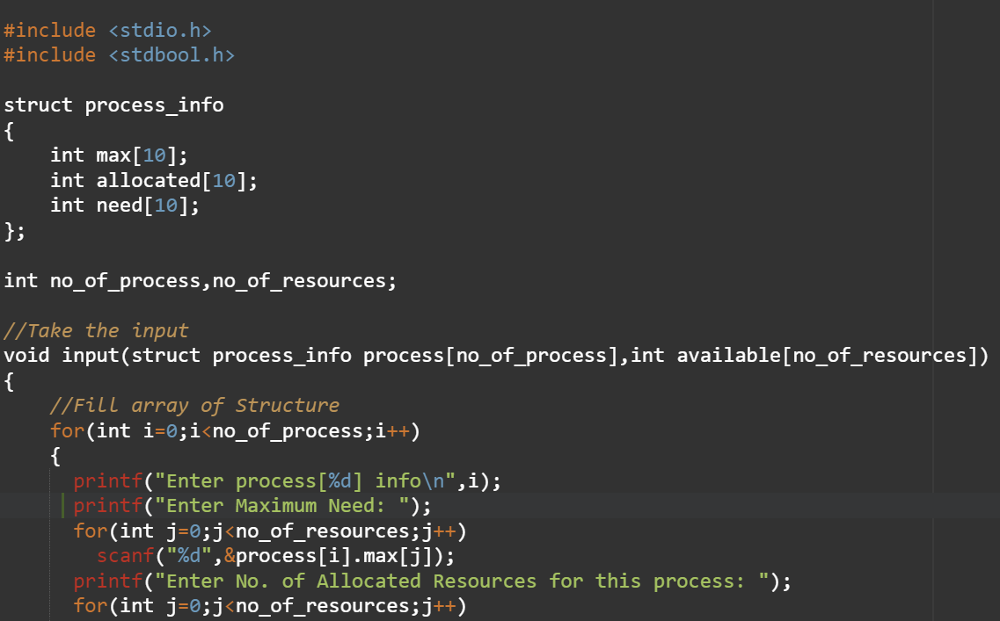 #include <stdio.h>
#include <stdbool.h>
struct process_info
{
    int max[10];
    int allocated[10];
    int need[10];
};
int no_of_process,no_of_resources;
//Take the input
void input(struct process_info process[no_of_process],int available[no_of_resources])
{
    //Fill array of Structure
    for(int i=0;i<no_of_process;i++)
    {
      printf("Enter process[%d] info\n",i);
      printf("Enter Maximum Need: ");
      for(int j=0;j<no_of_resources;j++)
        scanf("%d",&process[i].max[j]);
      printf("Enter No. of Allocated Resources for this process: ");
      for(int j=0;j<no_of_resources;j++)